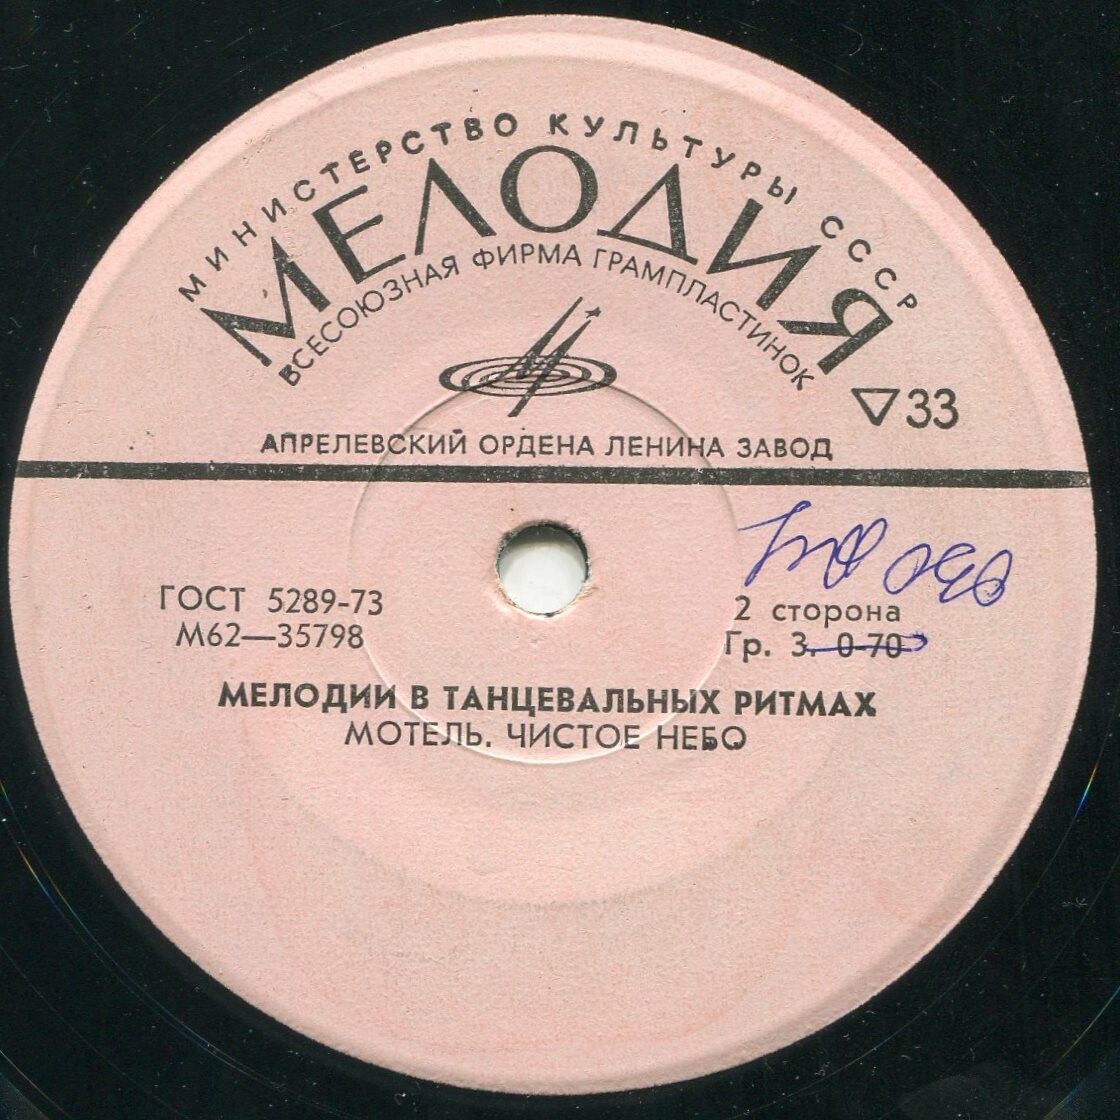 МИНИСТЕРСТВО КУЛЬТУРЫ СССР
МЕЛОДИЯ
ВСЕСОЮЗНАЯ ФИРМА ГРАМПЛАСТИНОК
▽33
АПРЕЛЕВСКИЙ ОРДЕНА ЛЕНИНА ЗАВОД
ГОСТ 5289-73
М62—35798
2 сторона
Гр. 3. 0-70
МЕЛОДИИ В ТАНЦЕВАЛЬНЫХ РИТМАХ
МОТЕЛЬ. ЧИСТОЕ НЕБО